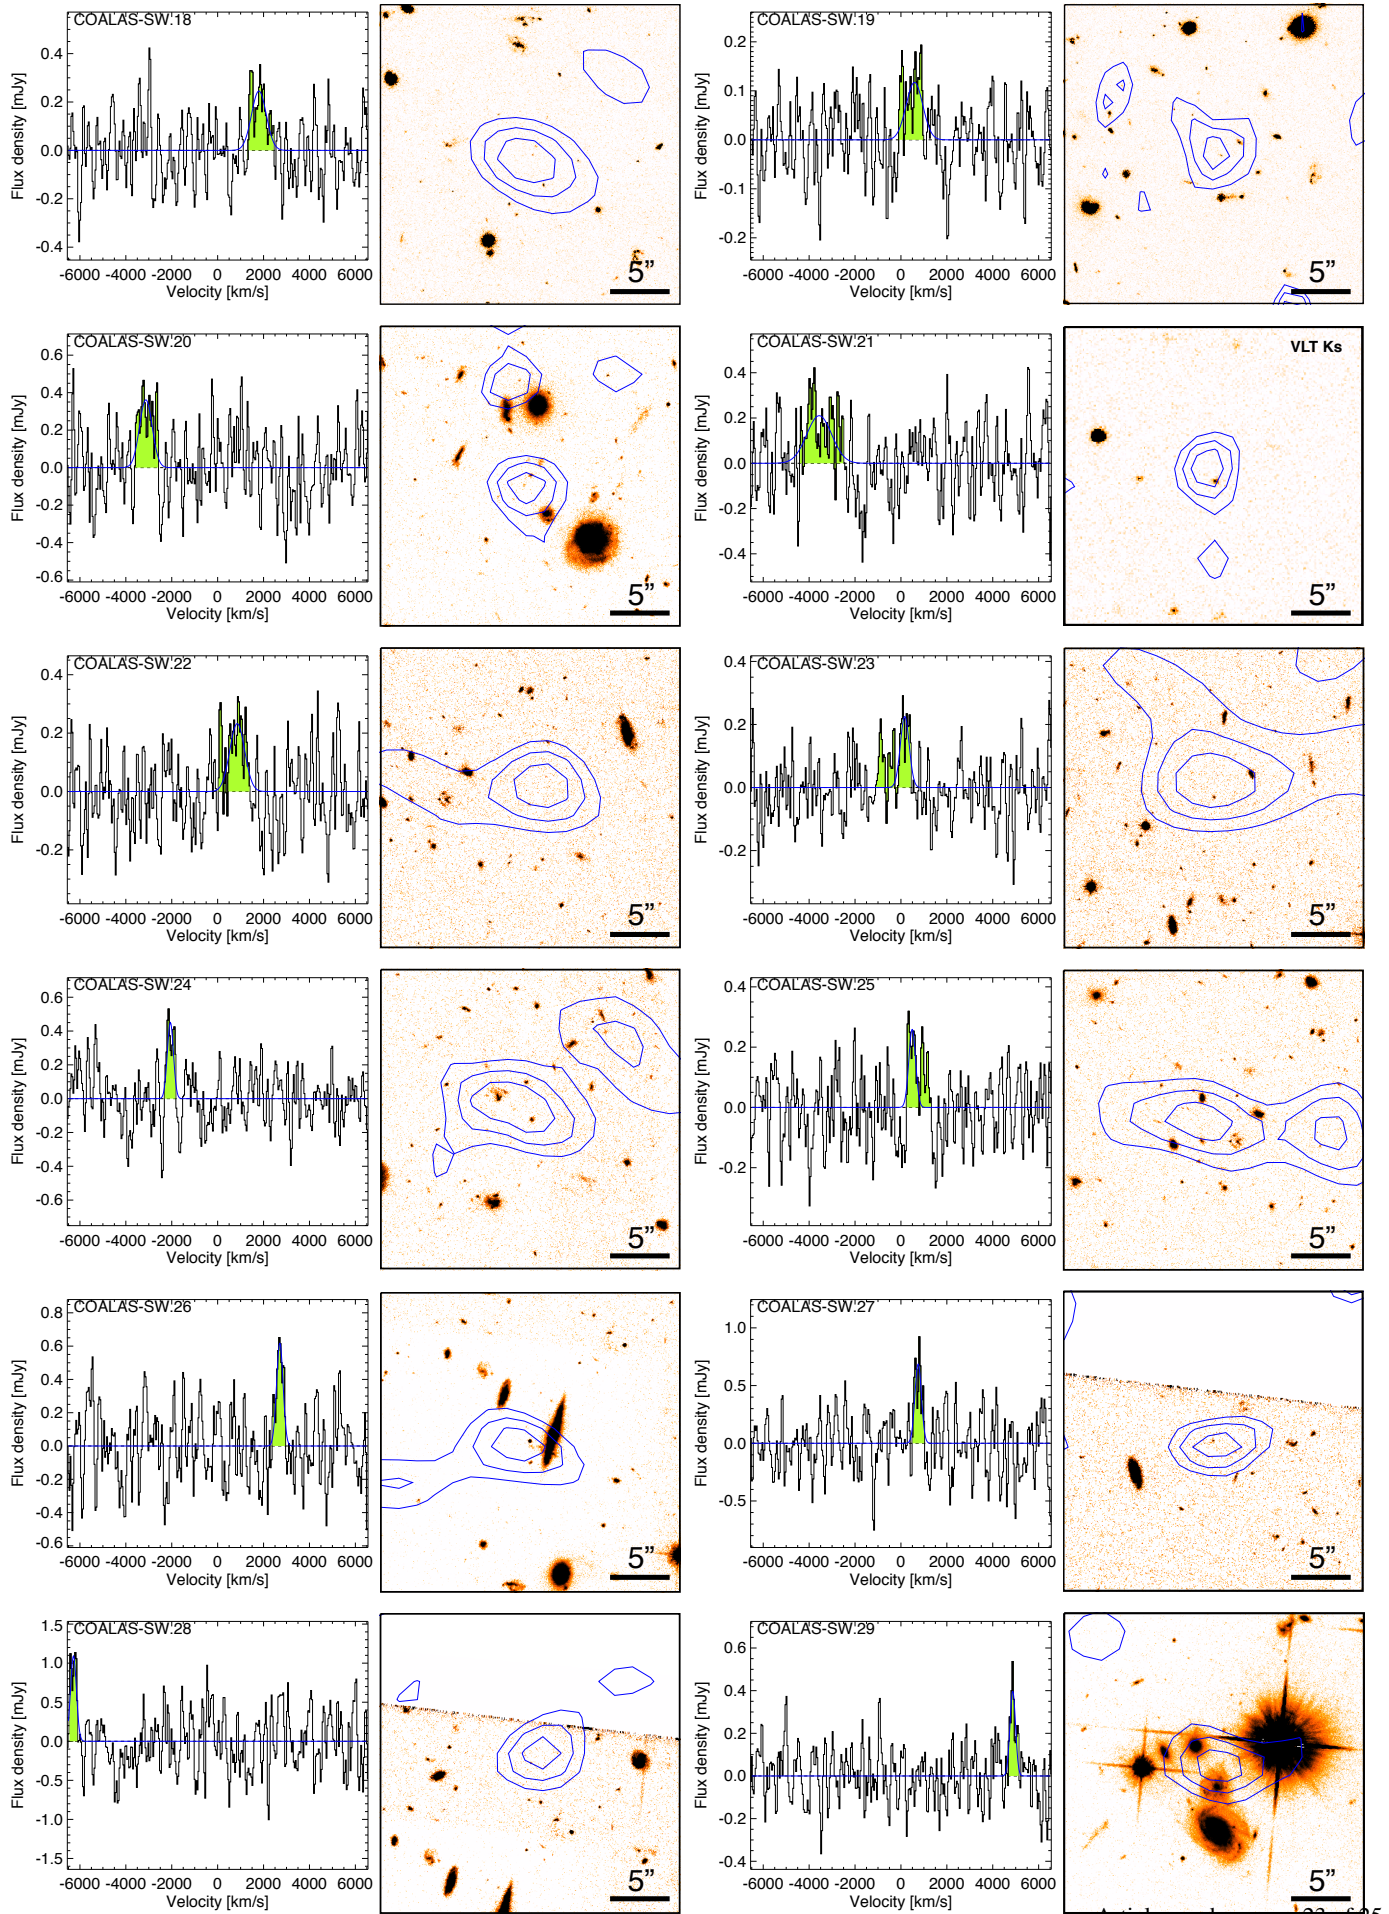 COALAS-SW.18
Flux density [mJy]
0.4
0.2
0.0
-0.2
-0.4
-6000 -4000 -2000 0 2000 4000 6000
Velocity [km/s]
5”
COALAS-SW.19
Flux density [mJy]
0.2
0.1
0.0
-0.1
-0.2
-6000 -4000 -2000 0 2000 4000 6000
Velocity [km/s]
5”
COALAS-SW.20
Flux density [mJy]
0.6
0.4
0.2
0.0
-0.2
-0.4
-0.6
-6000 -4000 -2000 0 2000 4000 6000
Velocity [km/s]
5”
COALAS-SW.21
Flux density [mJy]
0.4
0.2
0.0
-0.2
-0.4
-6000 -4000 -2000 0 2000 4000 6000
Velocity [km/s]
VLT Ks
5”
COALAS-SW.22
Flux density [mJy]
0.4
0.2
0.0
-0.2
-6000 -4000 -2000 0 2000 4000 6000
Velocity [km/s]
5”
COALAS-SW.23
Flux density [mJy]
0.4
0.2
0.0
-0.2
-6000 -4000 -2000 0 2000 4000 6000
Velocity [km/s]
5”
COALAS-SW.24
Flux density [mJy]
0.6
0.4
0.2
0.0
-0.2
-0.4
-0.6
-6000 -4000 -2000 0 2000 4000 6000
Velocity [km/s]
5”
COALAS-SW.25
Flux density [mJy]
0.4
0.2
0.0
-0.2
-6000 -4000 -2000 0 2000 4000 6000
Velocity [km/s]
5”
COALAS-SW.26
Flux density [mJy]
0.8
0.6
0.4
0.2
0.0
-0.2
-0.4
-0.6
-6000 -4000 -2000 0 2000 4000 6000
Velocity [km/s]
5”
COALAS-SW.27
Flux density [mJy]
1.0
0.5
0.0
-0.5
-6000 -4000 -2000 0 2000 4000 6000
Velocity [km/s]
5”
COALAS-SW.28
Flux density [mJy]
1.5
1.0
0.5
0.0
-0.5
-1.0
-1.5
-6000 -4000 -2000 0 2000 4000 6000
Velocity [km/s]
5”
COALAS-SW.29
Flux density [mJy]
0.6
0.4
0.2
0.0
-0.2
-0.4
-6000 -4000 -2000 0 2000 4000 6000
Velocity [km/s]
5”